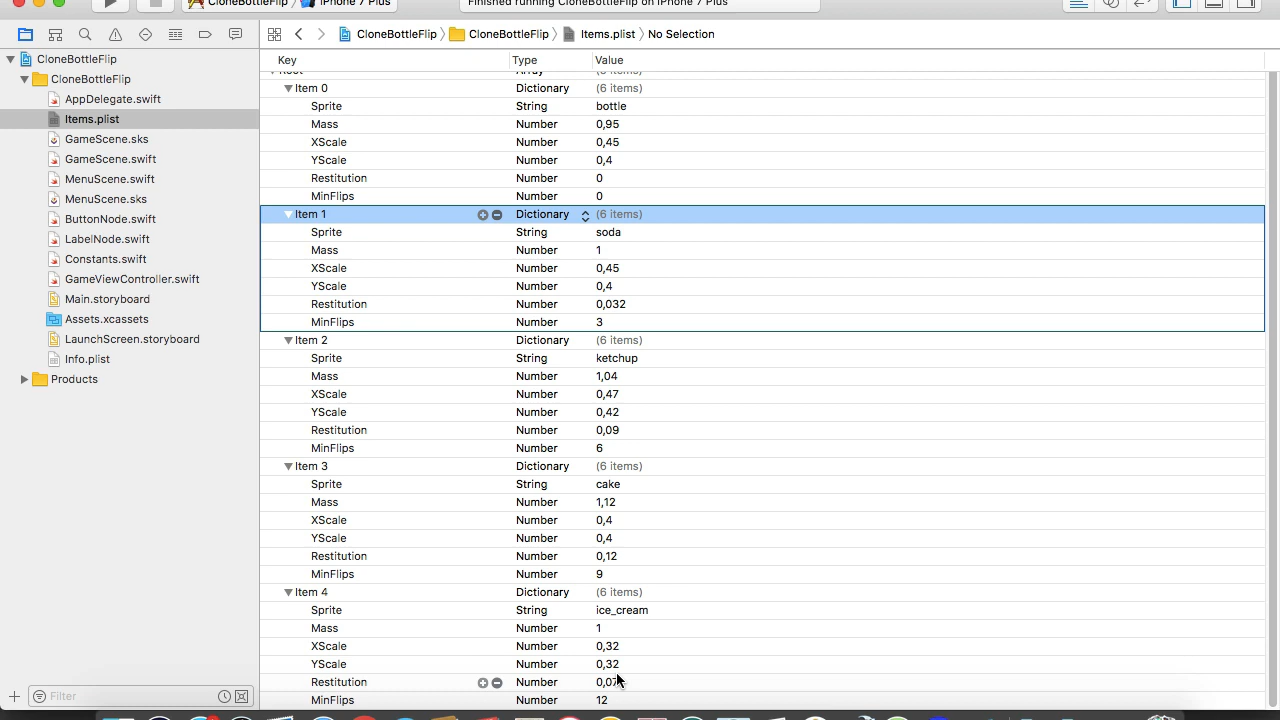 CloneBottleFlip iPhone 7 Plus Finished running CloneBottleFlip on iPhone 7 Plus
CloneBottleFlip CloneBottleFlip Items.plist No Selection
CloneBottleFlip
CloneBottleFlip
AppDelegate.swift
Items.plist
GameScene.sks
GameScene.swift
MenuScene.swift
MenuScene.sks
ButtonNode.swift
LabelNode.swift
Constants.swift
GameViewController.swift
Main.storyboard
Assets.xcassets
LaunchScreen.storyboard
Info.plist
Products
Filter
Key Type Value
Root Array
Item 0 Dictionary (6 items)
Sprite String bottle
Mass Number 0,95
XScale Number 0,45
YScale Number 0,4
Restitution Number 0
MinFlips Number 0
Item 1 Dictionary (6 items)
Sprite String soda
Mass Number 1
XScale Number 0,45
YScale Number 0,4
Restitution Number 0,032
MinFlips Number 3
Item 2 Dictionary (6 items)
Sprite String ketchup
Mass Number 1,04
XScale Number 0,47
YScale Number 0,42
Restitution Number 0,09
MinFlips Number 6
Item 3 Dictionary (6 items)
Sprite String cake
Mass Number 1,12
XScale Number 0,4
YScale Number 0,4
Restitution Number 0,12
MinFlips Number 9
Item 4 Dictionary (6 items)
Sprite String ice_cream
Mass Number 1
XScale Number 0,32
YScale Number 0,32
Restitution Number
MinFlips Number 12